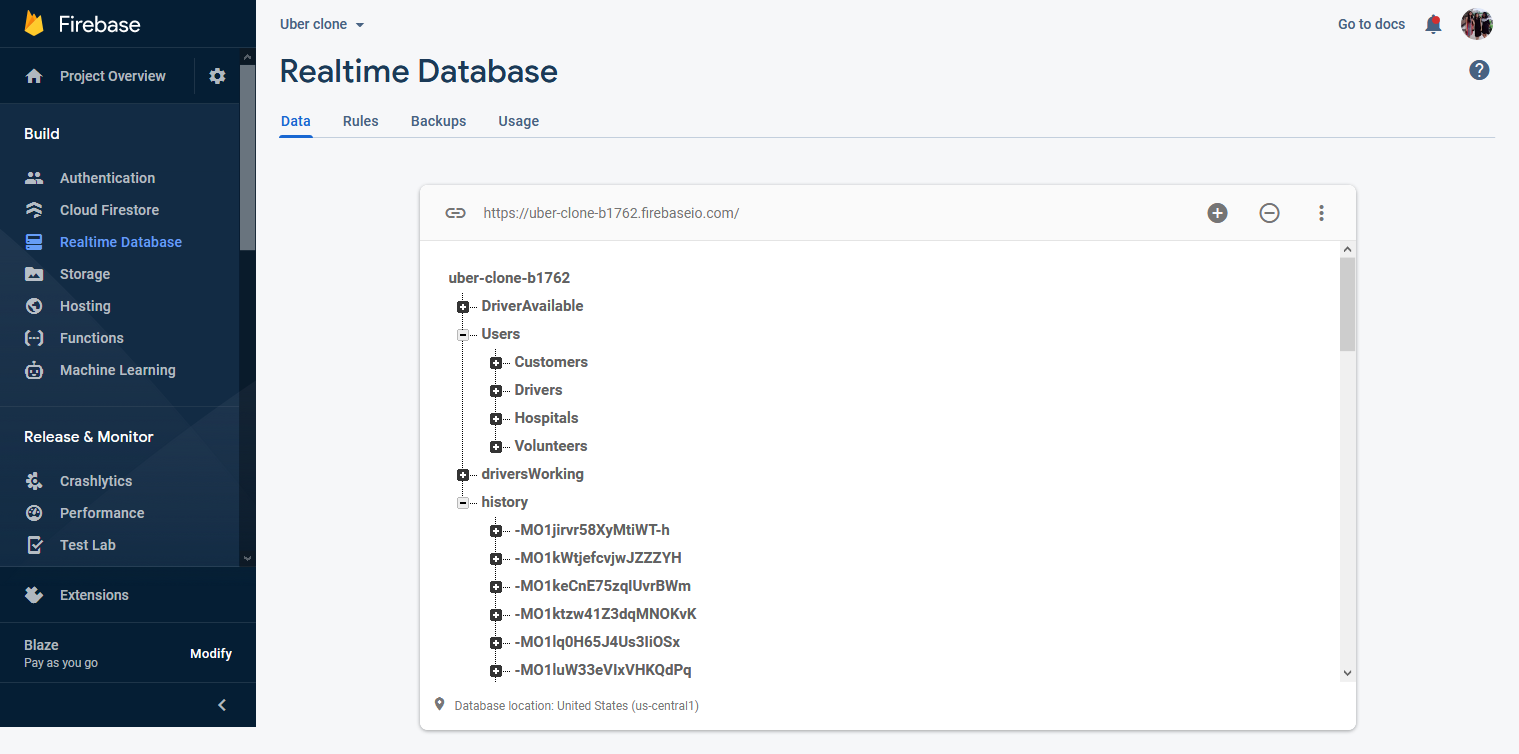 Firebase
Project Overview
Build
Authentication
Cloud Firestore
Realtime Database
Storage
Hosting
Functions
Machine Learning
Release & Monitor
Crashlytics
Performance
Test Lab
Extensions
Blaze
Pay as you go
Modify
Uber clone
Go to docs
Realtime Database
Data Rules Backups Usage
https://uber-clone-b1762.firebaseio.com/
uber-clone-b1762
DriverAvailable
Users
Customers
Drivers
Hospitals
Volunteers
driversWorking
history
-MO1jirvr58XyMtiWT-h
-MO1kWtjefcvjwJZZZYH
-MO1keCnE75zqIUvrBWm
-MO1ktzw41Z3dqMNOKvK
-MO1lq0H65J4Us3IiOSx
-MO1luW33eVIxVHKQdPq
Database location: United States (us-central1)